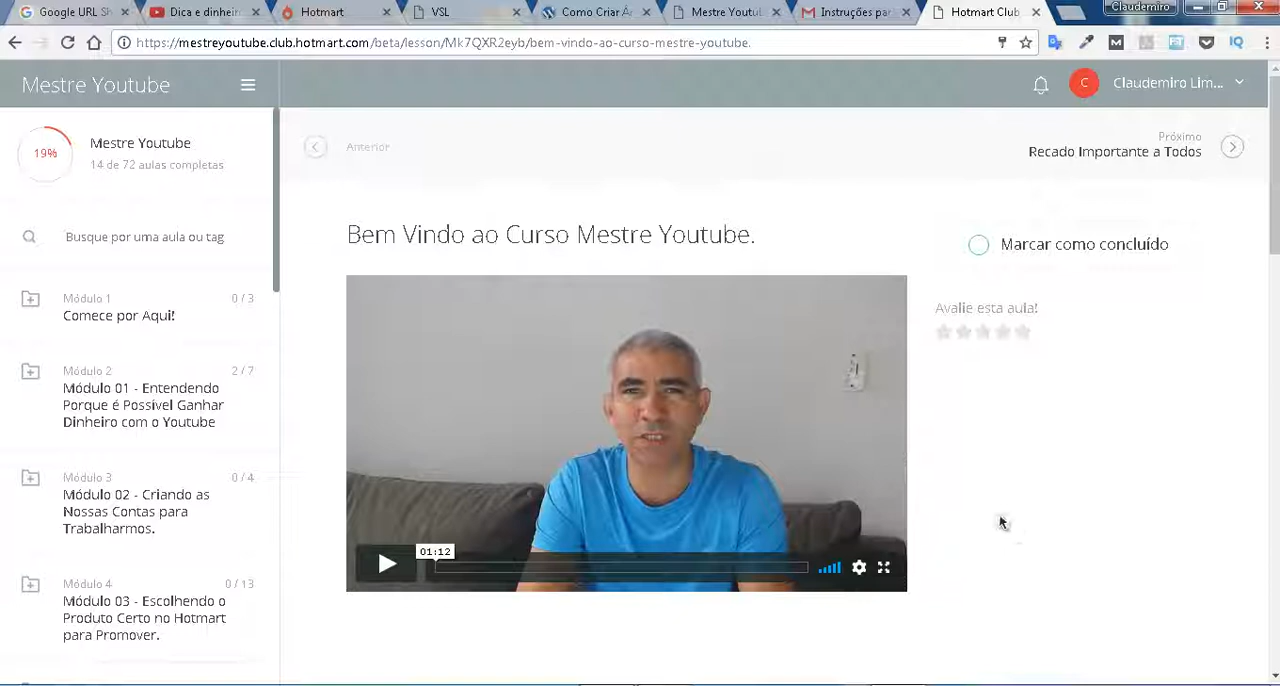 Claudemiro
Google URL Sh
Dica e dinheir
Hotmart
VSL
Como Criar Á
Mestre Youtu
Instruções par
Hotmart Club
https://mestreyoutube.club.hotmart.com/beta/lesson/Mk7QXR2eyb/bem-vindo-ao-curso-mestre-youtube.
M
IQ
Mestre Youtube
C
Claudemiro Lim...
19%
Mestre Youtube
14 de 72 aulas completas
Anterior
Próximo
Recado Importante a Todos
Busque por uma aula ou tag
Bem Vindo ao Curso Mestre Youtube.
Marcar como concluído
Avalie esta aula!
Módulo 1
0 / 3
Comece por Aqui!
Módulo 2
2 / 7
Módulo 01 - Entendendo
Porque é Possível Ganhar
Dinheiro com o Youtube
Módulo 3
0 / 4
Módulo 02 - Criando as
Nossas Contas para
Trabalharmos.
Módulo 4
0 / 13
Módulo 03 - Escolhendo o
Produto Certo no Hotmart
para Promover.
01:12